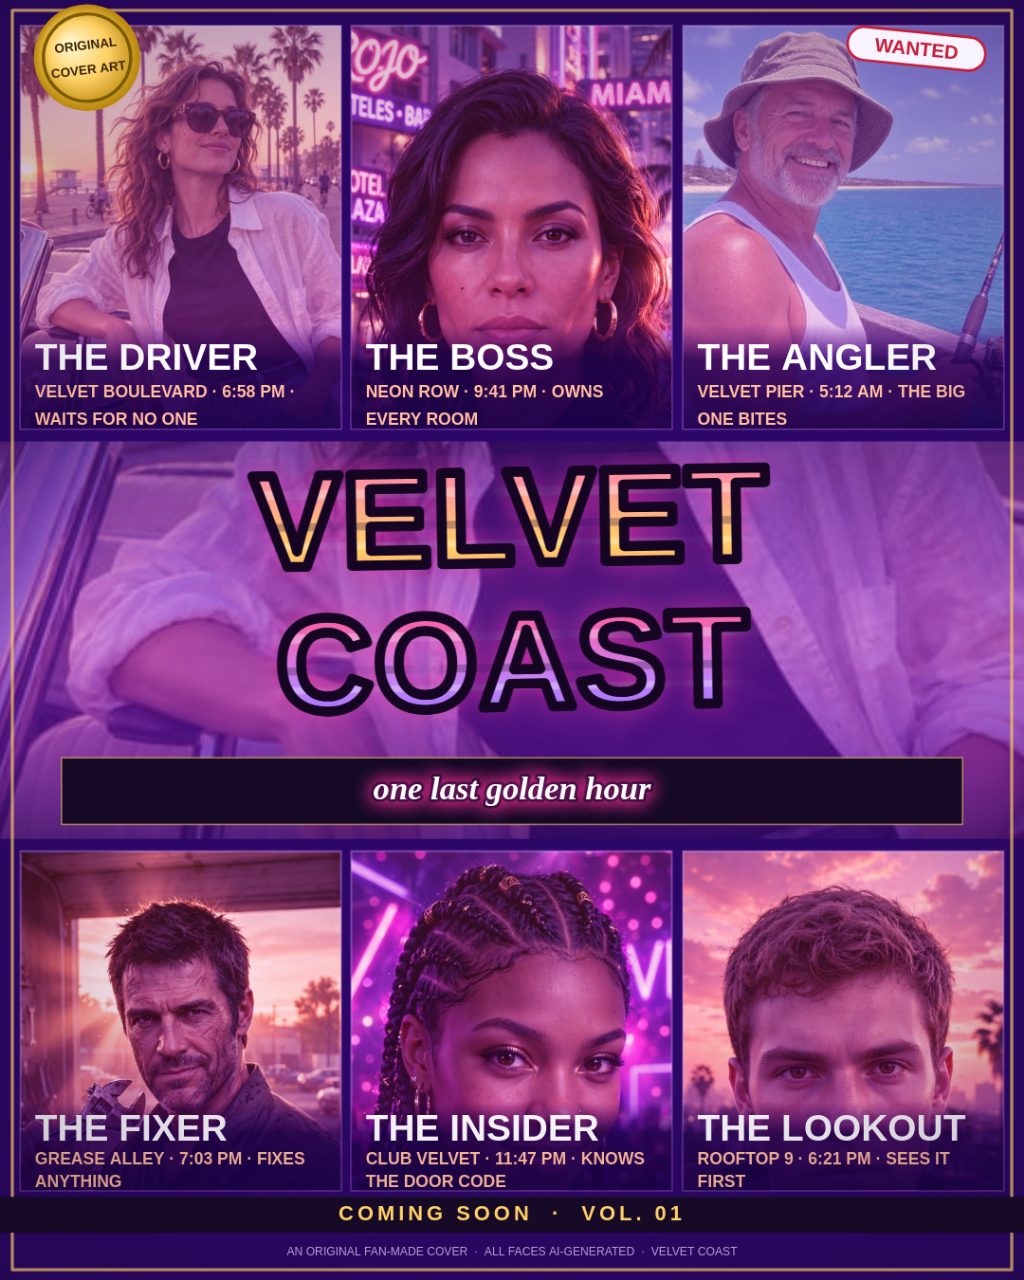 ORIGINAL
COVER ART
WANTED
MIAM
THE DRIVER
VELVET BOULEVARD · 6:58 PM ·
WAITS FOR NO ONE
THE BOSS
NEON ROW · 9:41 PM · OWNS
EVERY ROOM
THE ANGLER
VELVET PIER · 5:12 AM · THE BIG
ONE BITES
VELVET
COAST
one last golden hour
THE FIXER
GREASE ALLEY · 7:03 PM · FIXES
ANYTHING
THE INSIDER
CLUB VELVET · 11:47 PM · KNOWS
THE DOOR CODE
THE LOOKOUT
ROOFTOP 9 · 6:21 PM · SEES IT
FIRST
COMING SOON · VOL. 01
AN ORIGINAL FAN-MADE COVER · ALL FACES AI-GENERATED · VELVET COAST